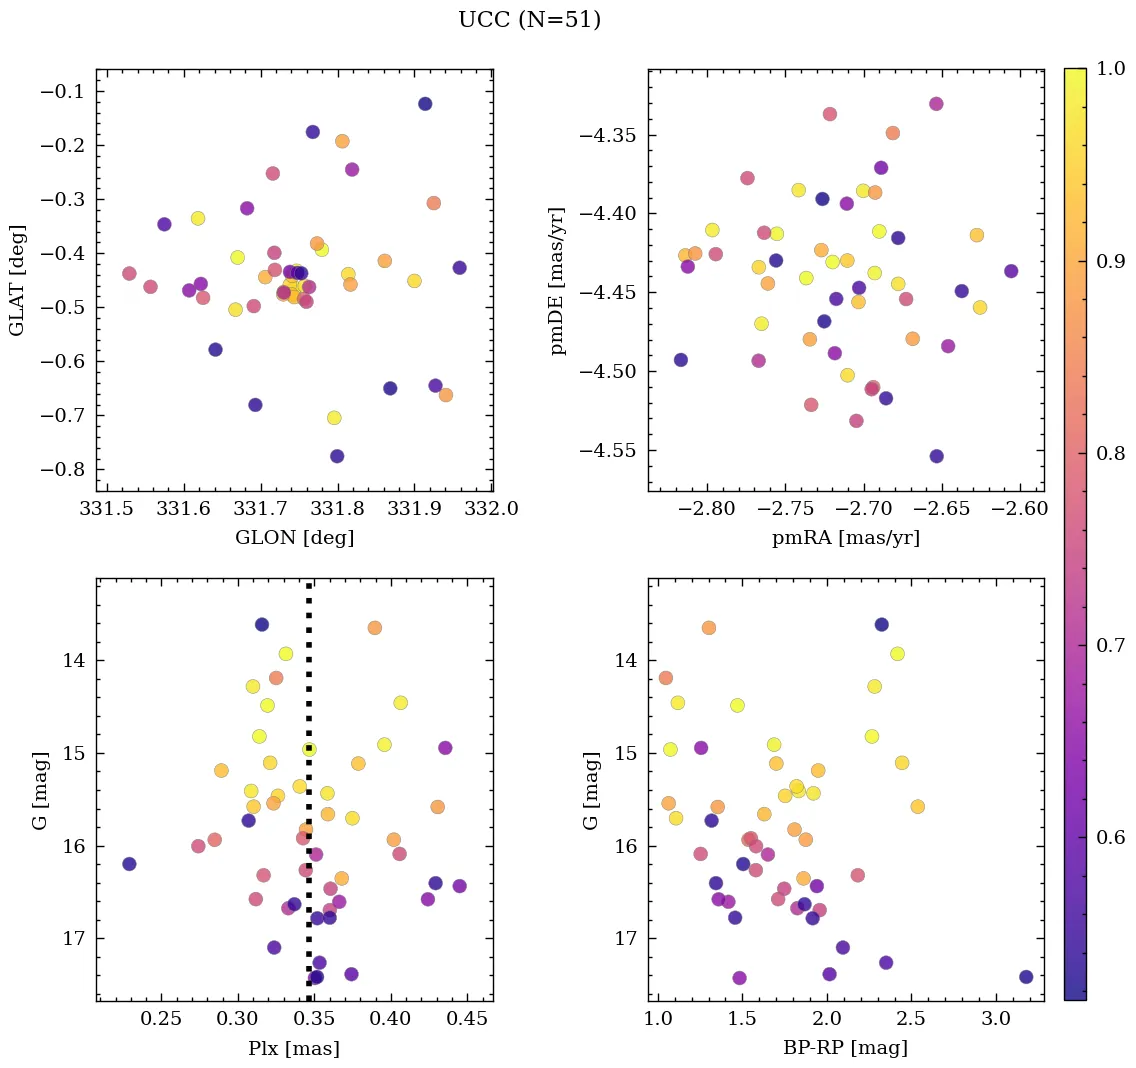 UCC (N=51)
−0.1
−0.2
−0.3
−0.4
−0.5
−0.6
−0.7
−0.8
GLAT [deg]
331.5 331.6 331.7 331.8 331.9 332.0
GLON [deg]
−4.35
−4.40
−4.45
−4.50
−4.55
pmDE [mas/yr]
−2.80 −2.75 −2.70 −2.65 −2.60
pmRA [mas/yr]
14
15
16
17
G [mag]
0.25 0.30 0.35 0.40 0.45
Plx [mas]
14
15
16
17
G [mag]
1.0 1.5 2.0 2.5 3.0
BP-RP [mag]
1.0
0.9
0.8
0.7
0.6